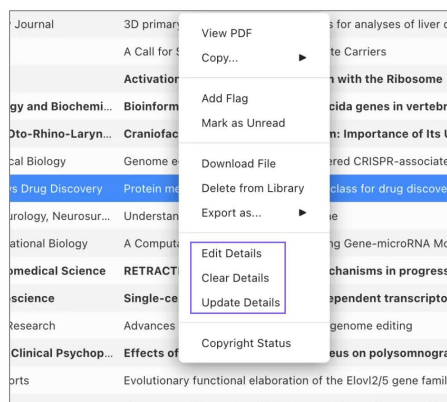 Journal 3D primary View PDF s for analyses of liver
A Call for Copy... te Carriers
Activation n with the Ribosome
Add Flag
gy and Biochemi... Bioinform cida genes in vertebr
Mark as Unread
Oto-Rhino-Laryn... Craniofac m: Importance of Its
cal Biology Genome Download File ered CRISPR-associate
s Drug Discovery Protein me Delete from Library class for drug discove
urology, Neurosur... Understan Export as... e
ational Biology A Computa Edit Details ng Gene-microRNA Mo
omedical Science RETRACT Clear Details chanisms in progress
science Single-ce Update Details ependent transcripto
Research Advances genome editing
Copyright Status
Clinical Psychop... Effects of eus on polysomnogra
orts Evolutionary functional elaboration of the Elovl2/5 gene famil